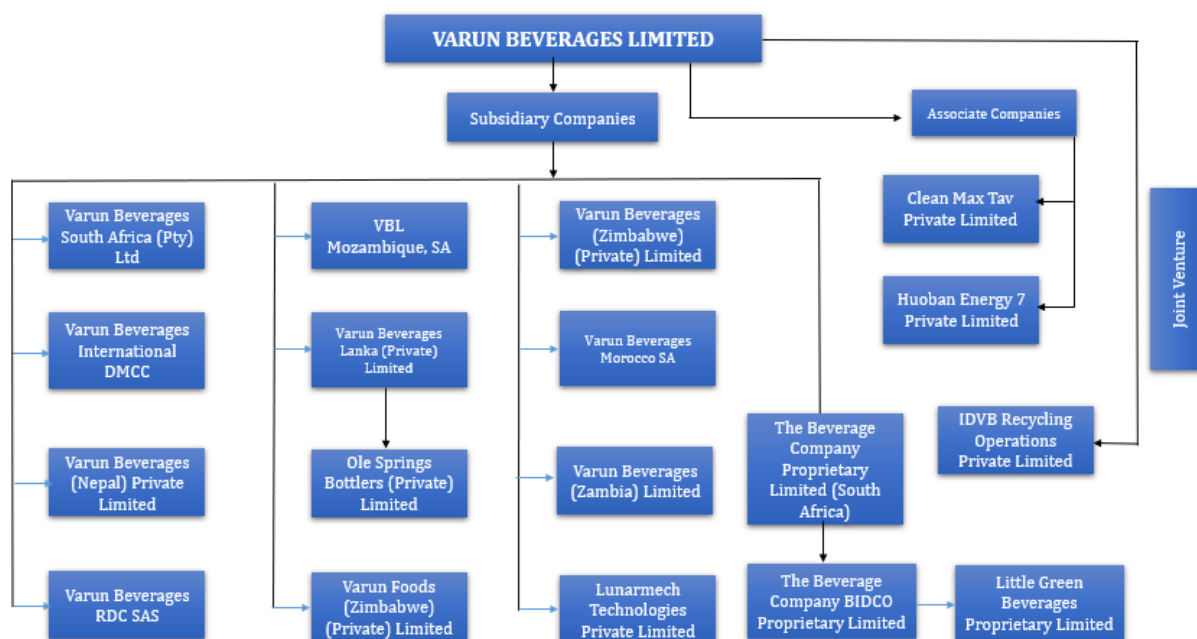 VARUN BEVERAGES LIMITED
Subsidiary Companies
Associate Companies
Clean Max Tav
Private Limited
Huoban Energy 7
Private Limited
Joint Venture
IDVB Recycling
Operations
Private Limited
Varun Beverages
South Africa (Pty)
Ltd
Varun Beverages
International
DMCC
Varun Beverages
(Nepal) Private
Limited
Varun Beverages
RDC SAS
VBL
Mozambique, SA
Varun Beverages
Lanka (Private)
Limited
Ole Springs
Bottlers (Private)
Limited
Varun Foods
(Zimbabwe)
(Private) Limited
Varun Beverages
(Zimbabwe)
(Private) Limited
Varun Beverages
Morocco SA
Varun Beverages
(Zambia) Limited
Lunarmech
Technologies
Private Limited
The Beverage
Company
Proprietary
Limited (South
Africa)
The Beverage
Company BIDCO
Proprietary Limited
Little Green
Beverages
Proprietary Limited